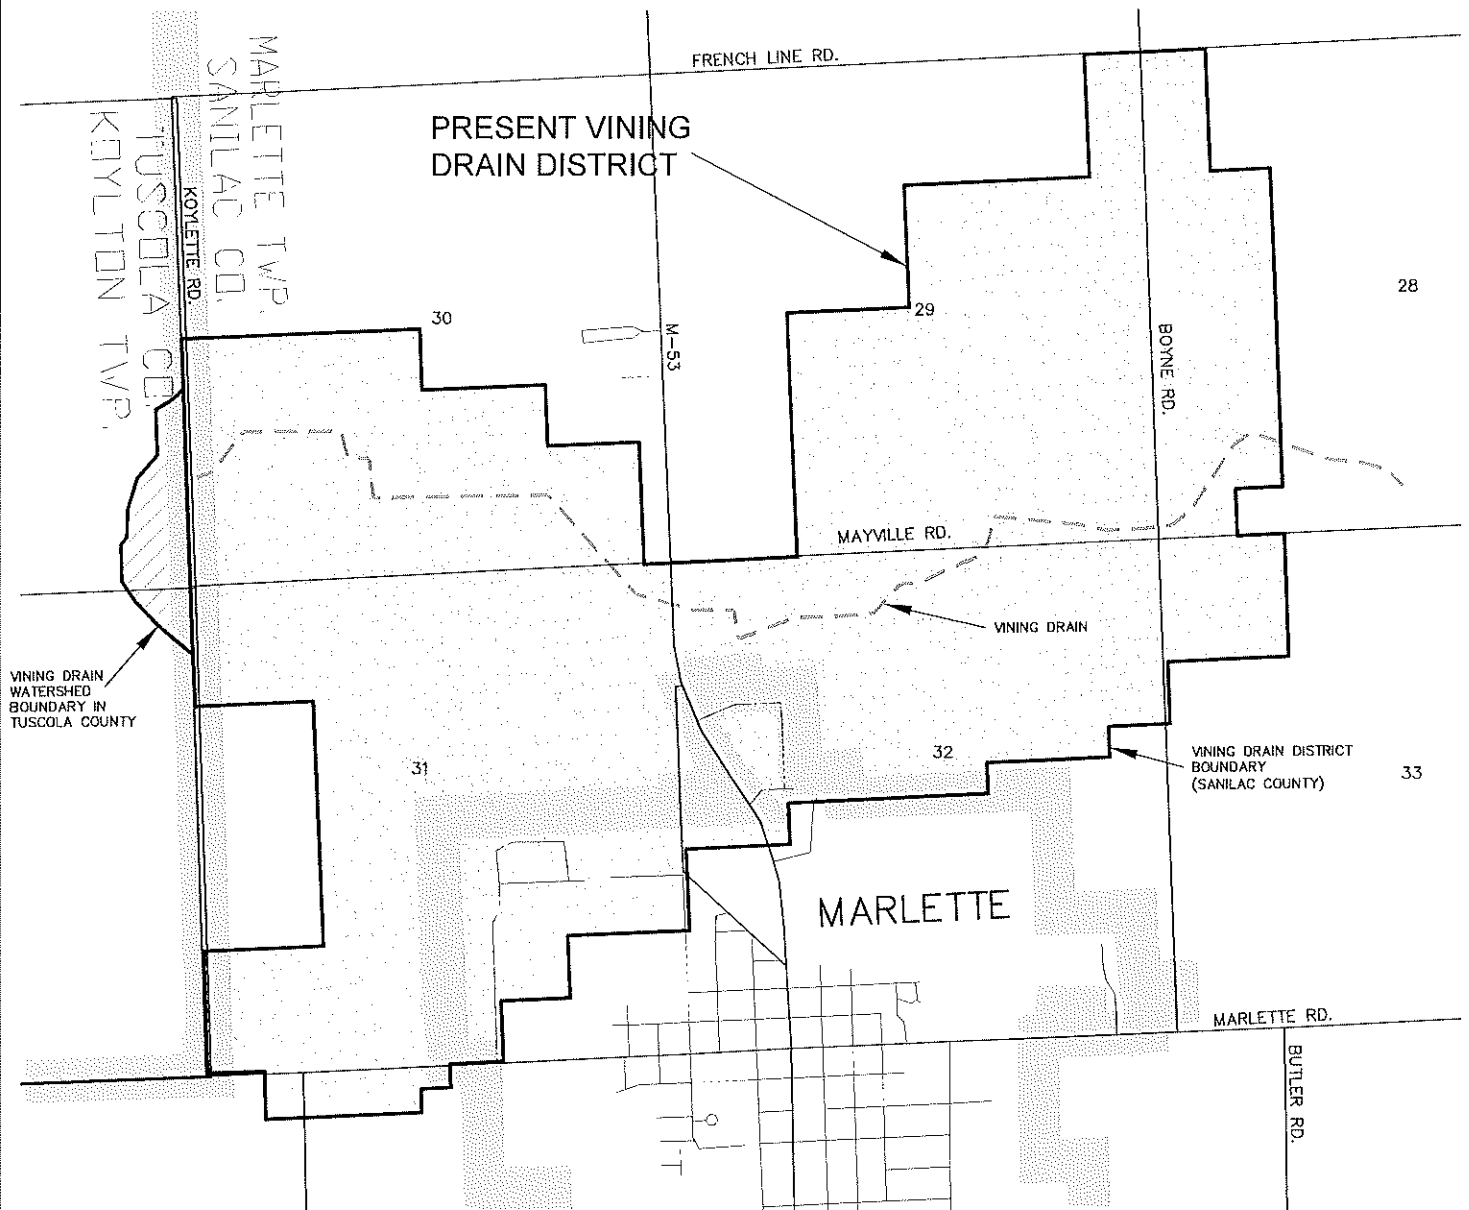 FRENCH LINE RD.
MARLETTE TWP.
SANILAC CO.
TUSCOLA CO.
KOYLTON TWP.
KOYLETTE RD.
PRESENT VINING
DRAIN DISTRICT
30
29
28
M-53
BOYNE RD.
MAYVILLE RD.
VINING DRAIN
VINING DRAIN
WATERSHED
BOUNDARY IN
TUSCOLA COUNTY
31
32
VINING DRAIN DISTRICT
BOUNDARY
(SANILAC COUNTY)
33
MARLETTE
MARLETTE RD.
BUTLER RD.